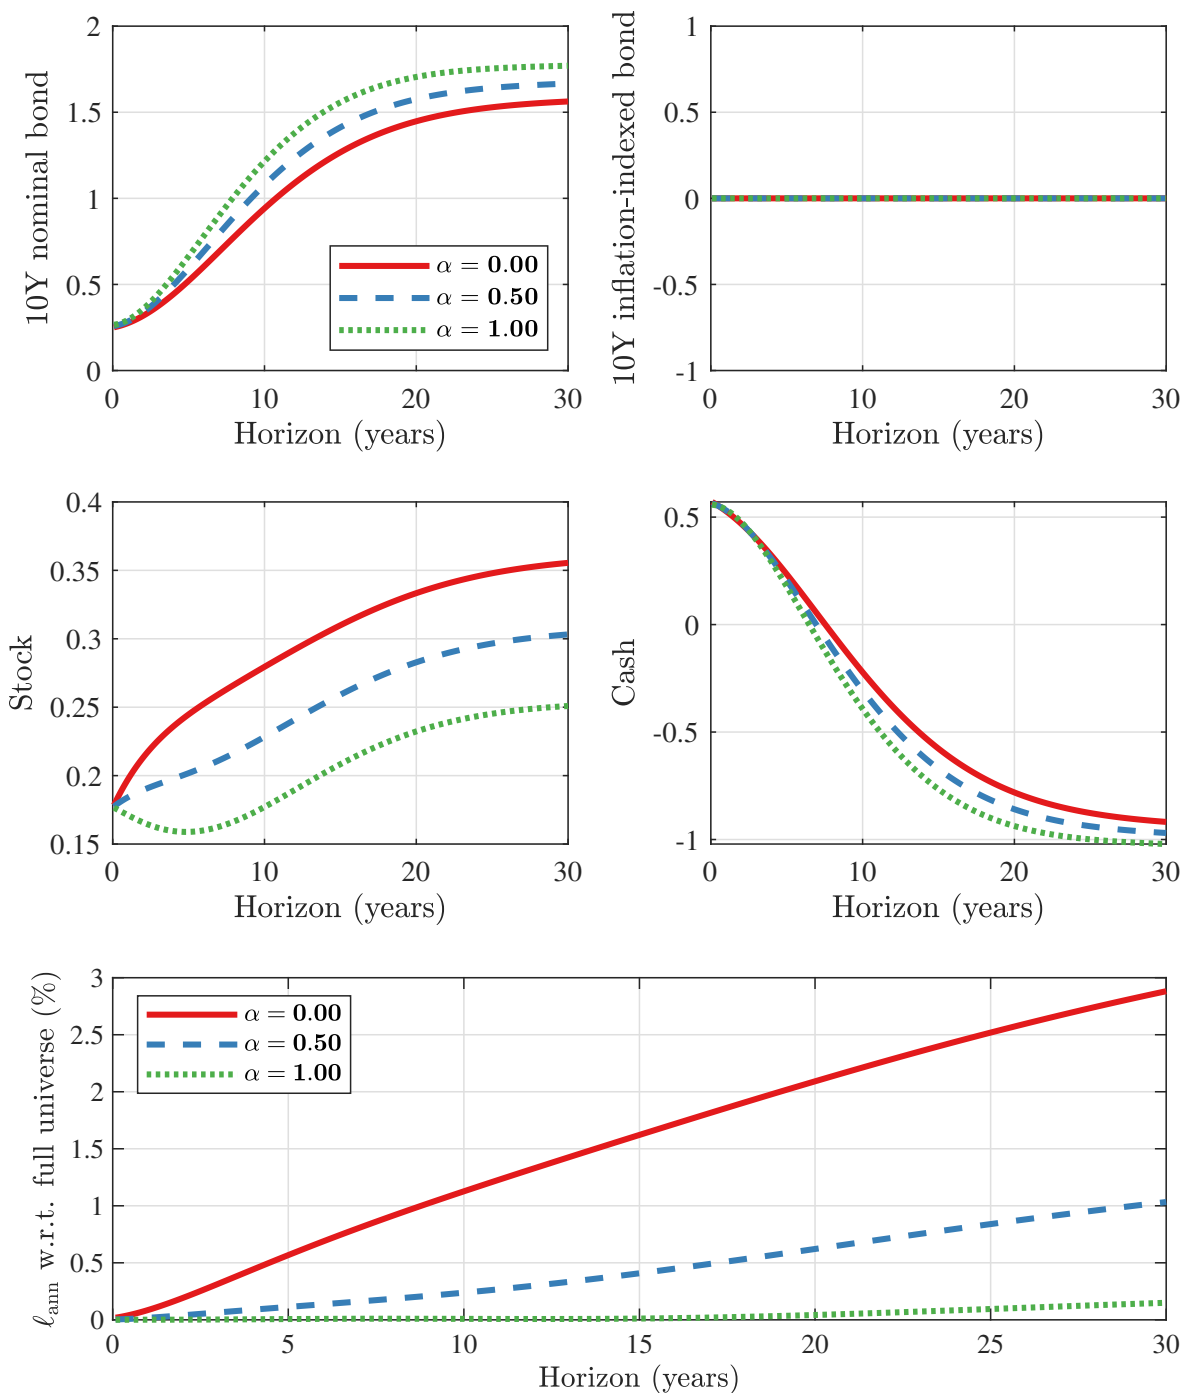 10Y nominal bond
2
1.5
1
0.5
0
α = 0.00
α = 0.50
α = 1.00
0 10 20 30
Horizon (years)
10Y inflation-indexed bond
1
0.5
0
-0.5
-1
0 10 20 30
Horizon (years)
Stock
0.4
0.35
0.3
0.25
0.2
0.15
0 10 20 30
Horizon (years)
Cash
0.5
0
-0.5
-1
0 10 20 30
Horizon (years)
ℓann w.r.t. full universe (%)
3
2.5
2
1.5
1
0.5
0
α = 0.00
α = 0.50
α = 1.00
0 5 10 15 20 25 30
Horizon (years)